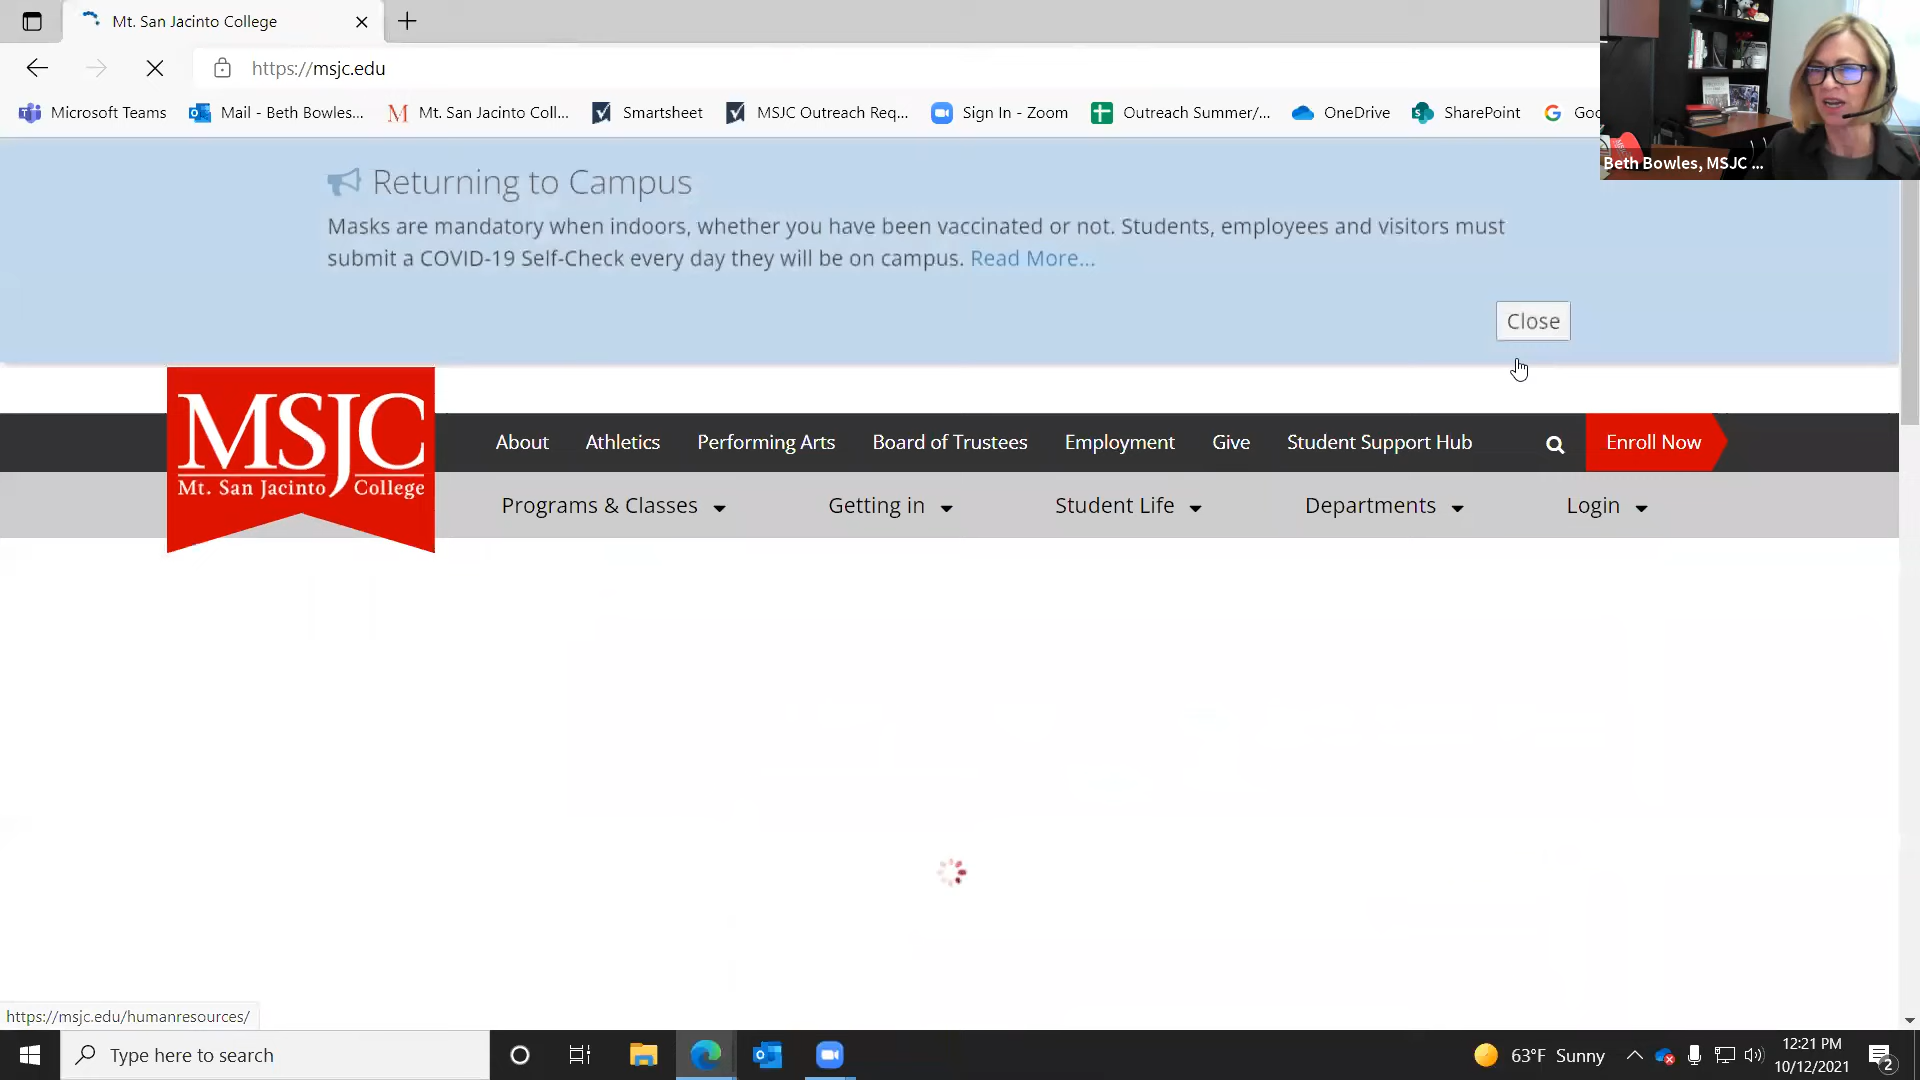 Mt. San Jacinto College
https://msjc.edu
Microsoft Teams
Mail - Beth Bowles...
Mt. San Jacinto Coll...
Smartsheet
MSJC Outreach Req...
Sign In - Zoom
Outreach Summer/...
OneDrive
SharePoint
Goo
Beth Bowles, MSJC ...
Returning to Campus
Masks are mandatory when indoors, whether you have been vaccinated or not. Students, employees and visitors must
submit a COVID-19 Self-Check every day they will be on campus. Read More...
Close
MSJC
Mt. San Jacinto College
About
Athletics
Performing Arts
Board of Trustees
Employment
Give
Student Support Hub
Enroll Now
Programs & Classes
Getting in
Student Life
Departments
Login
https://msjc.edu/humanresources/
Type here to search
63°F Sunny
12:21 PM
10/12/2021
2